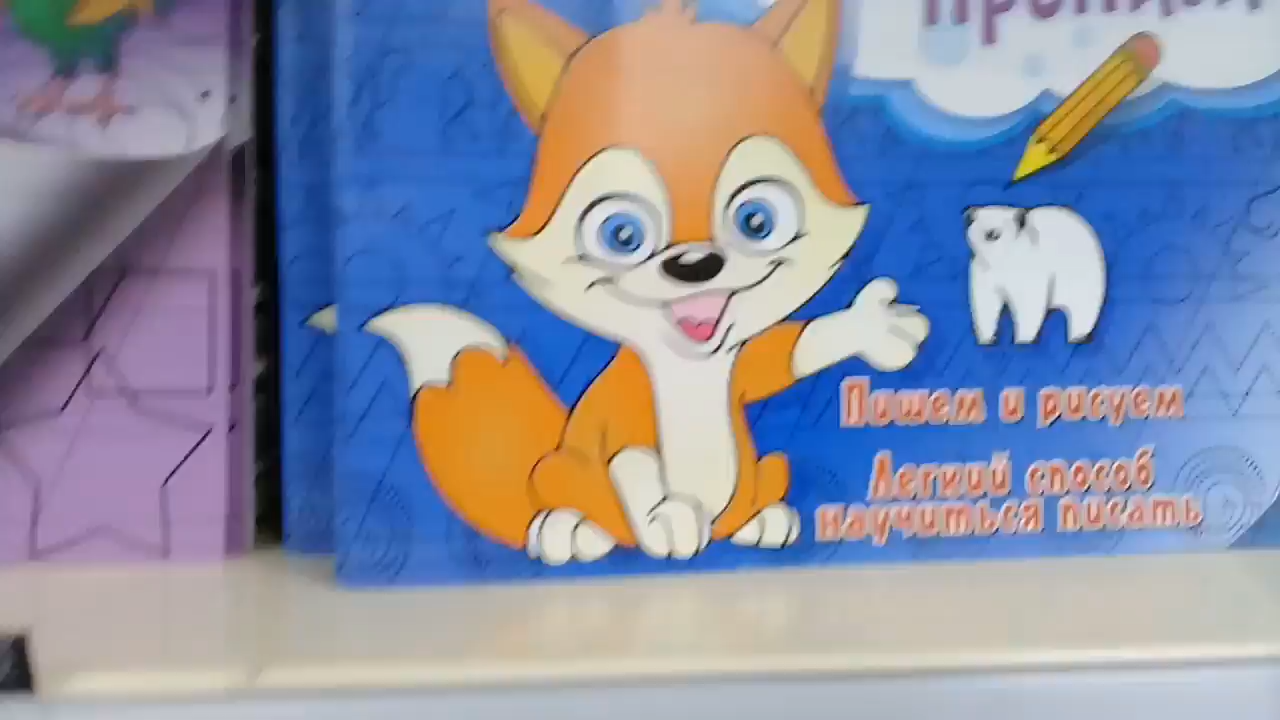 Пишем и рисуем
Легкий способ
научиться писать